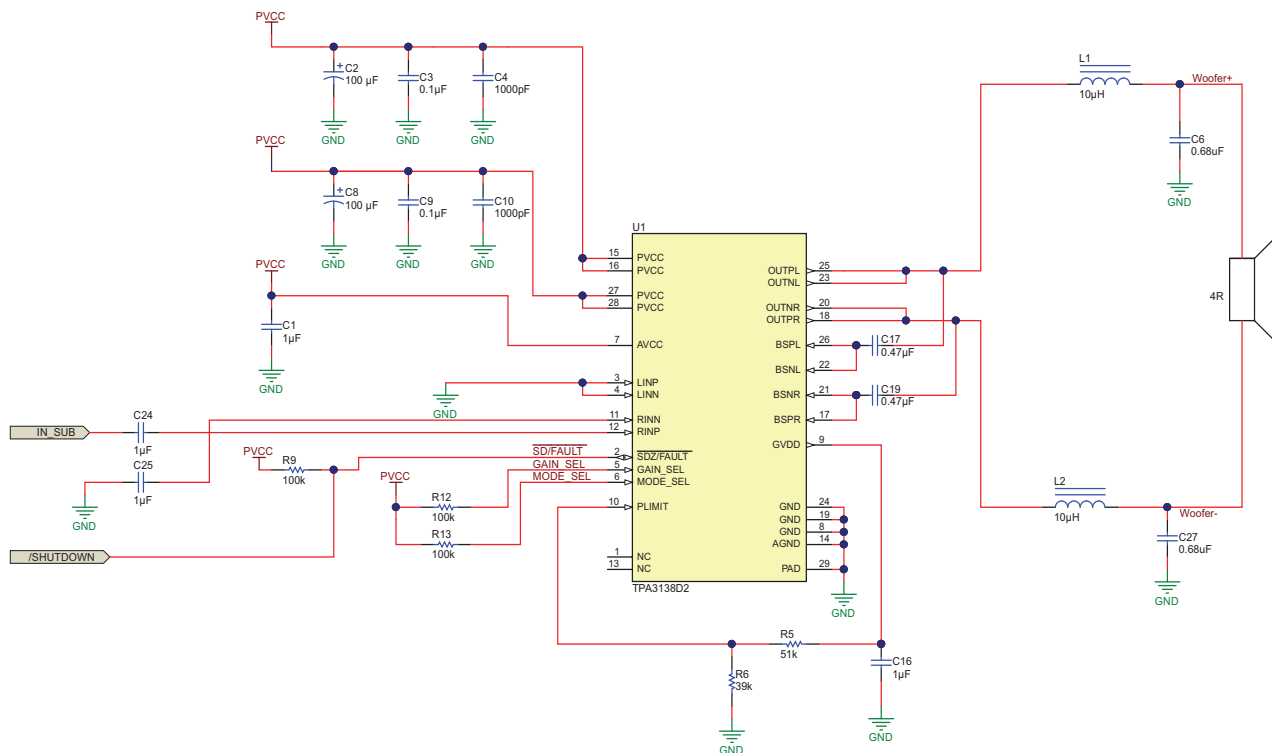 PVCC
C2
100 µF
C3
0.1µF
C4
1000pF
GND
GND
GND
PVCC
C8
100 µF
C9
0.1µF
C10
1000pF
GND
GND
GND
PVCC
C1
1µF
GND
L1
10µH
Woofer+
C6
0.68uF
GND
4R
U1
15 PVCC
16 PVCC
27 PVCC
28 PVCC
7 AVCC
3 LINP
4 LINN
11 RINN
12 RINP
2 SDZ/FAULT
5 GAIN_SEL
6 MODE_SEL
10 PLIMIT
1 NC
13 NC
OUTPL 25
OUTNL 23
OUTNR 20
OUTPR 18
BSPL 26
BSNL 22
BSNR 21
BSPR 17
GVDD 9
GND 24
GND 19
GND 8
AGND 14
PAD 29
TPA3138D2
C17
0.47µF
C19
0.47µF
GND
GND
IN_SUB
C24
1µF
C25
1µF
GND
PVCC
R9
100k
SD/FAULT
GAIN_SEL
MODE_SEL
PVCC
R12
100k
R13
100k
/SHUTDOWN
L2
10µH
Woofer-
C27
0.68uF
GND
R5
51k
R6
39k
GND
C16
1µF
GND